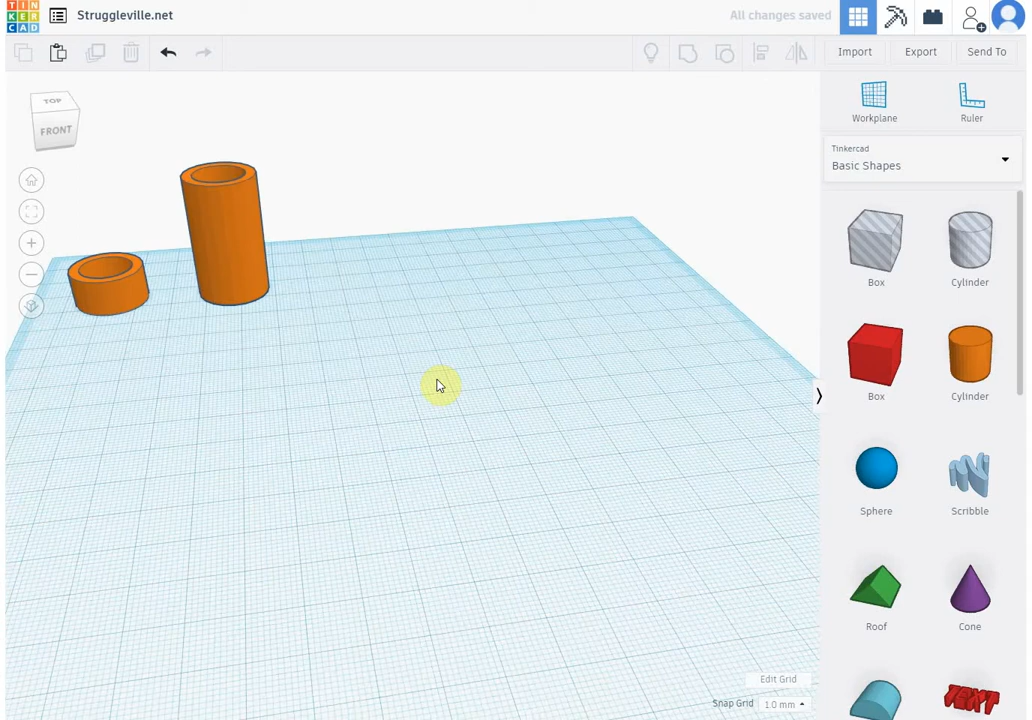 TIN
KER
CAD
Struggleville.net
All changes saved
Import
Export
Send To
TOP
FRONT
Workplane
Ruler
Tinkercad
Basic Shapes
Box
Cylinder
Box
Cylinder
Sphere
Scribble
Roof
Cone
TEXT
Edit Grid
Snap Grid
1.0 mm